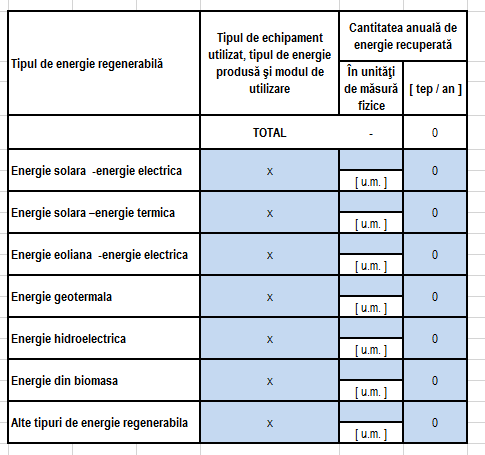 Tipul de energie regenerabilă
Tipul de echipament
utilizat, tipul de energie
produsă şi modul de
utilizare
Cantitatea anuală de
energie recuperată
În unităţi
de măsură
fizice
[ tep / an ]
TOTAL - 0
Energie solara -energie electrica x 0
[ u.m. ]
Energie solara –energie termica x 0
[ u.m. ]
Energie eoliana -energie electrica x 0
[ u.m. ]
Energie geotermala x 0
[ u.m. ]
Energie hidroelectrica x 0
[ u.m. ]
Energie din biomasa x 0
[ u.m. ]
Alte tipuri de energie regenerabila x 0
[ u.m. ]